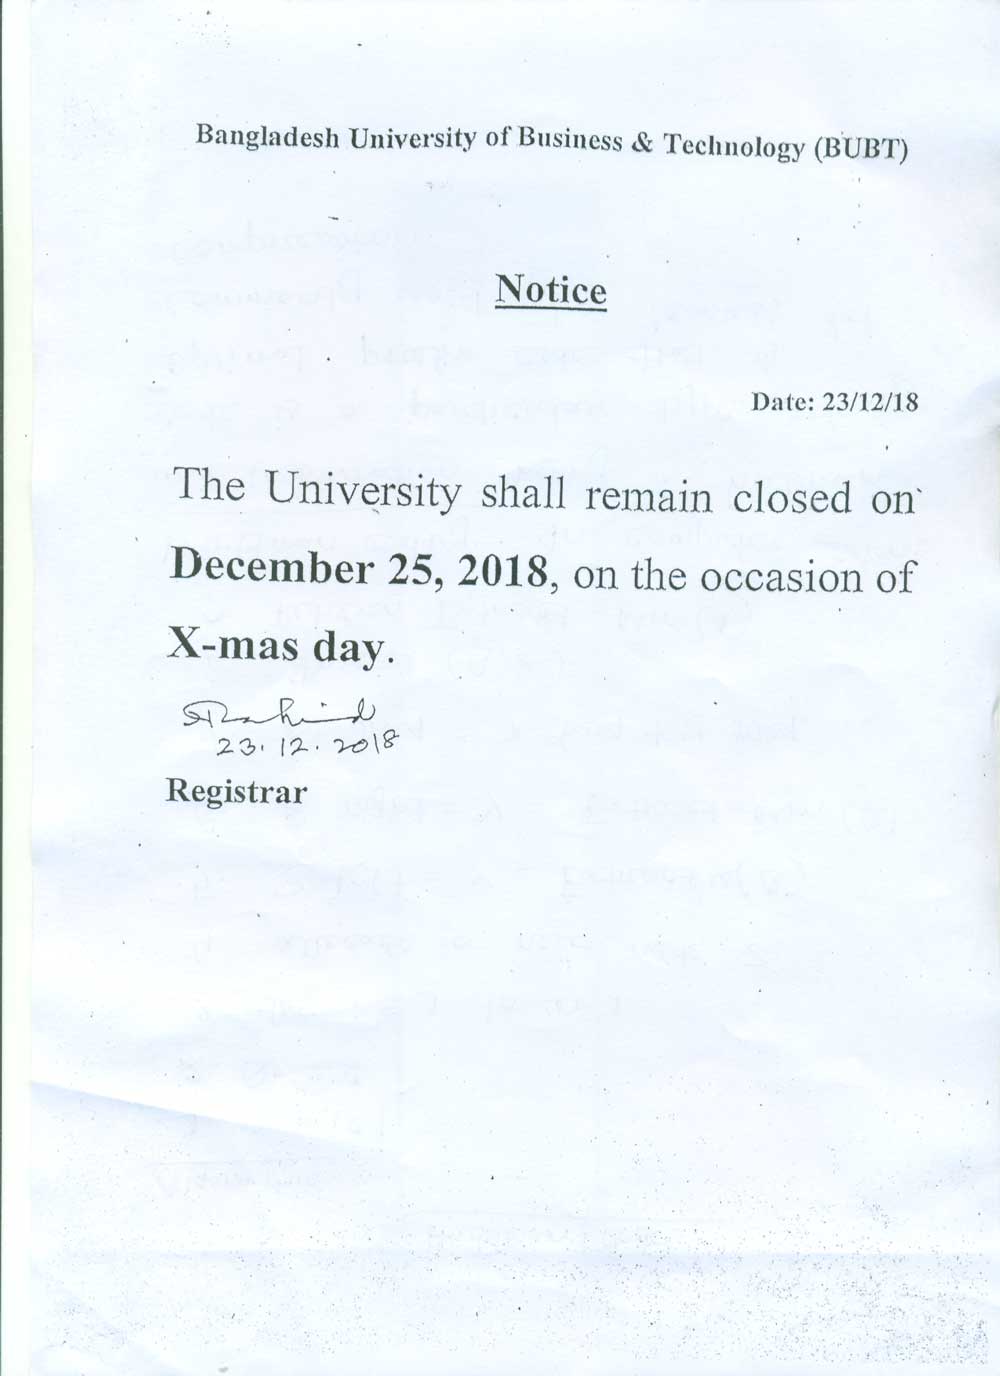 Bangladesh University of Business & Technology (BUBT)
Notice
Date: 23/12/18
The University shall remain closed on
December 25, 2018, on the occasion of
X-mas day.
23.12.2018
Registrar